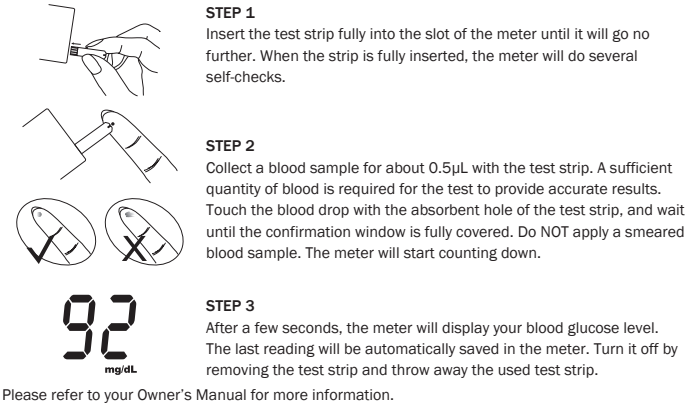 STEP 1
Insert the test strip fully into the slot of the meter until it will go no
further. When the strip is fully inserted, the meter will do several
self-checks.
STEP 2
Collect a blood sample for about 0.5µL with the test strip. A sufficient
quantity of blood is required for the test to provide accurate results.
Touch the blood drop with the absorbent hole of the test strip, and wait
until the confirmation window is fully covered. Do NOT apply a smeared
blood sample. The meter will start counting down.
92
mg/dL
STEP 3
After a few seconds, the meter will display your blood glucose level.
The last reading will be automatically saved in the meter. Turn it off by
removing the test strip and throw away the used test strip.
Please refer to your Owner's Manual for more information.